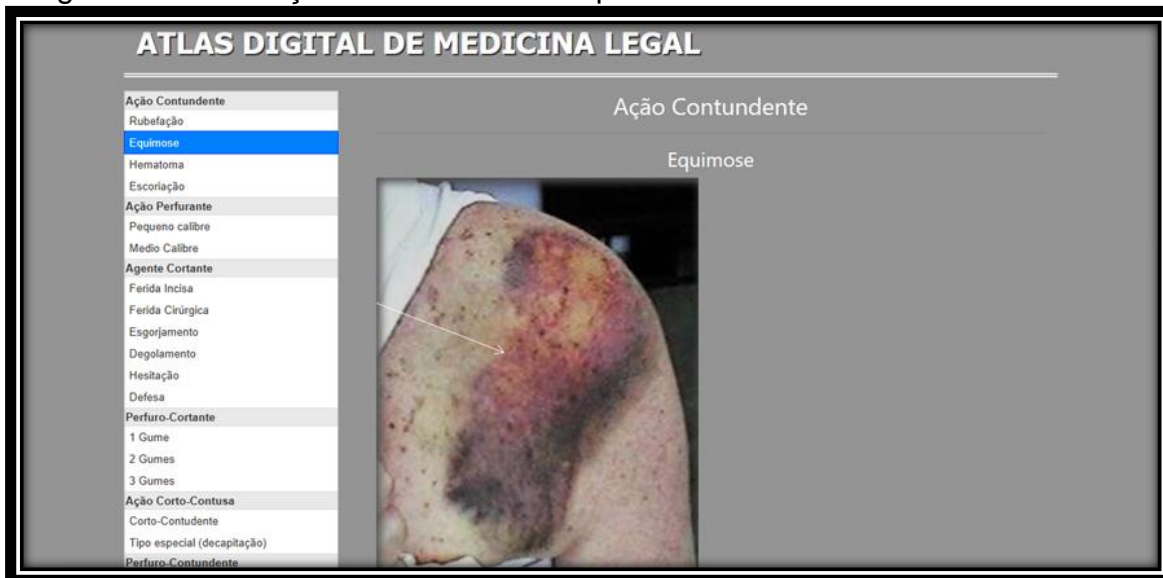 ATLAS DIGITAL DE MEDICINA LEGAL
Ação Contundente
Rubefação
Equimose
Hematoma
Escoriação
Ação Perfurante
Pequeno calibre
Medio Calibre
Agente Cortante
Ferida Incisa
Ferida Cirúrgica
Esgorjamento
Degolamento
Hesitação
Defesa
Perfuro-Cortante
1 Gume
2 Gumes
3 Gumes
Ação Corto-Contusa
Corto-Contudente
Tipo especial (decapitação)
Perfuro-Contundente
Ação Contundente
Equimose